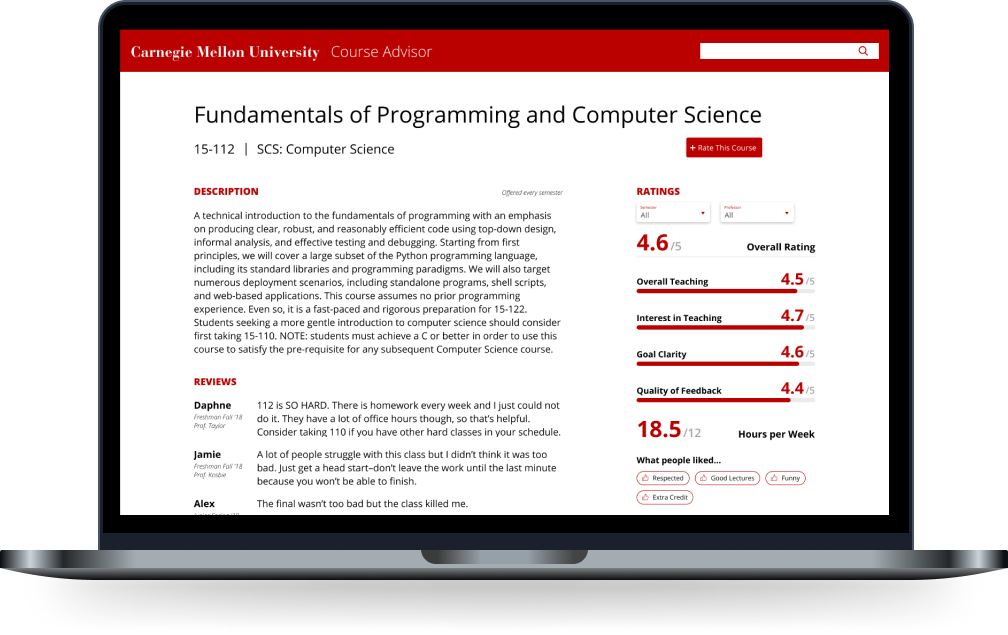 Carnegie Mellon University Course Advisor
Fundamentals of Programming and Computer Science
15-112 | SCS: Computer Science
+ Rate This Course
DESCRIPTION
Offered every semester
A technical introduction to the fundamentals of programming with an emphasis
on producing clear, robust, and reasonably efficient code using top-down design,
informal analysis, and effective testing and debugging. Starting from first
principles, we will cover a large subset of the Python programming language,
including its standard libraries and programming paradigms. We will also target
numerous deployment scenarios, including standalone programs, shell scripts,
and web-based applications. This course assumes no prior programming
experience. Even so, it is a fast-paced and rigorous preparation for 15-122.
Students seeking a more gentle introduction to computer science should consider
first taking 15-110. NOTE: students must achieve a C or better in order to use this
course to satisfy the pre-requisite for any subsequent Computer Science course.
REVIEWS
Daphne
Freshman Fall '18
Prof. Taylor
112 is SO HARD. There is homework every week and I just could not
do it. They have a lot of office hours though, so that's helpful.
Consider taking 110 if you have other hard classes in your schedule.
Jamie
Freshman Fall '18
Prof. Kosbie
A lot of people struggle with this class but I didn't think it was too
bad. Just get a head start–don't leave the work until the last minute
because you won't be able to finish.
Alex
The final wasn't too bad but the class killed me.
RATINGS
Semester
All
Professor
All
4.6 /5 Overall Rating
Overall Teaching 4.5 /5
Interest in Teaching 4.7 /5
Goal Clarity 4.6 /5
Quality of Feedback 4.4 /5
18.5 /12 Hours per Week
What people liked...
Respected
Good Lectures
Funny
Extra Credit